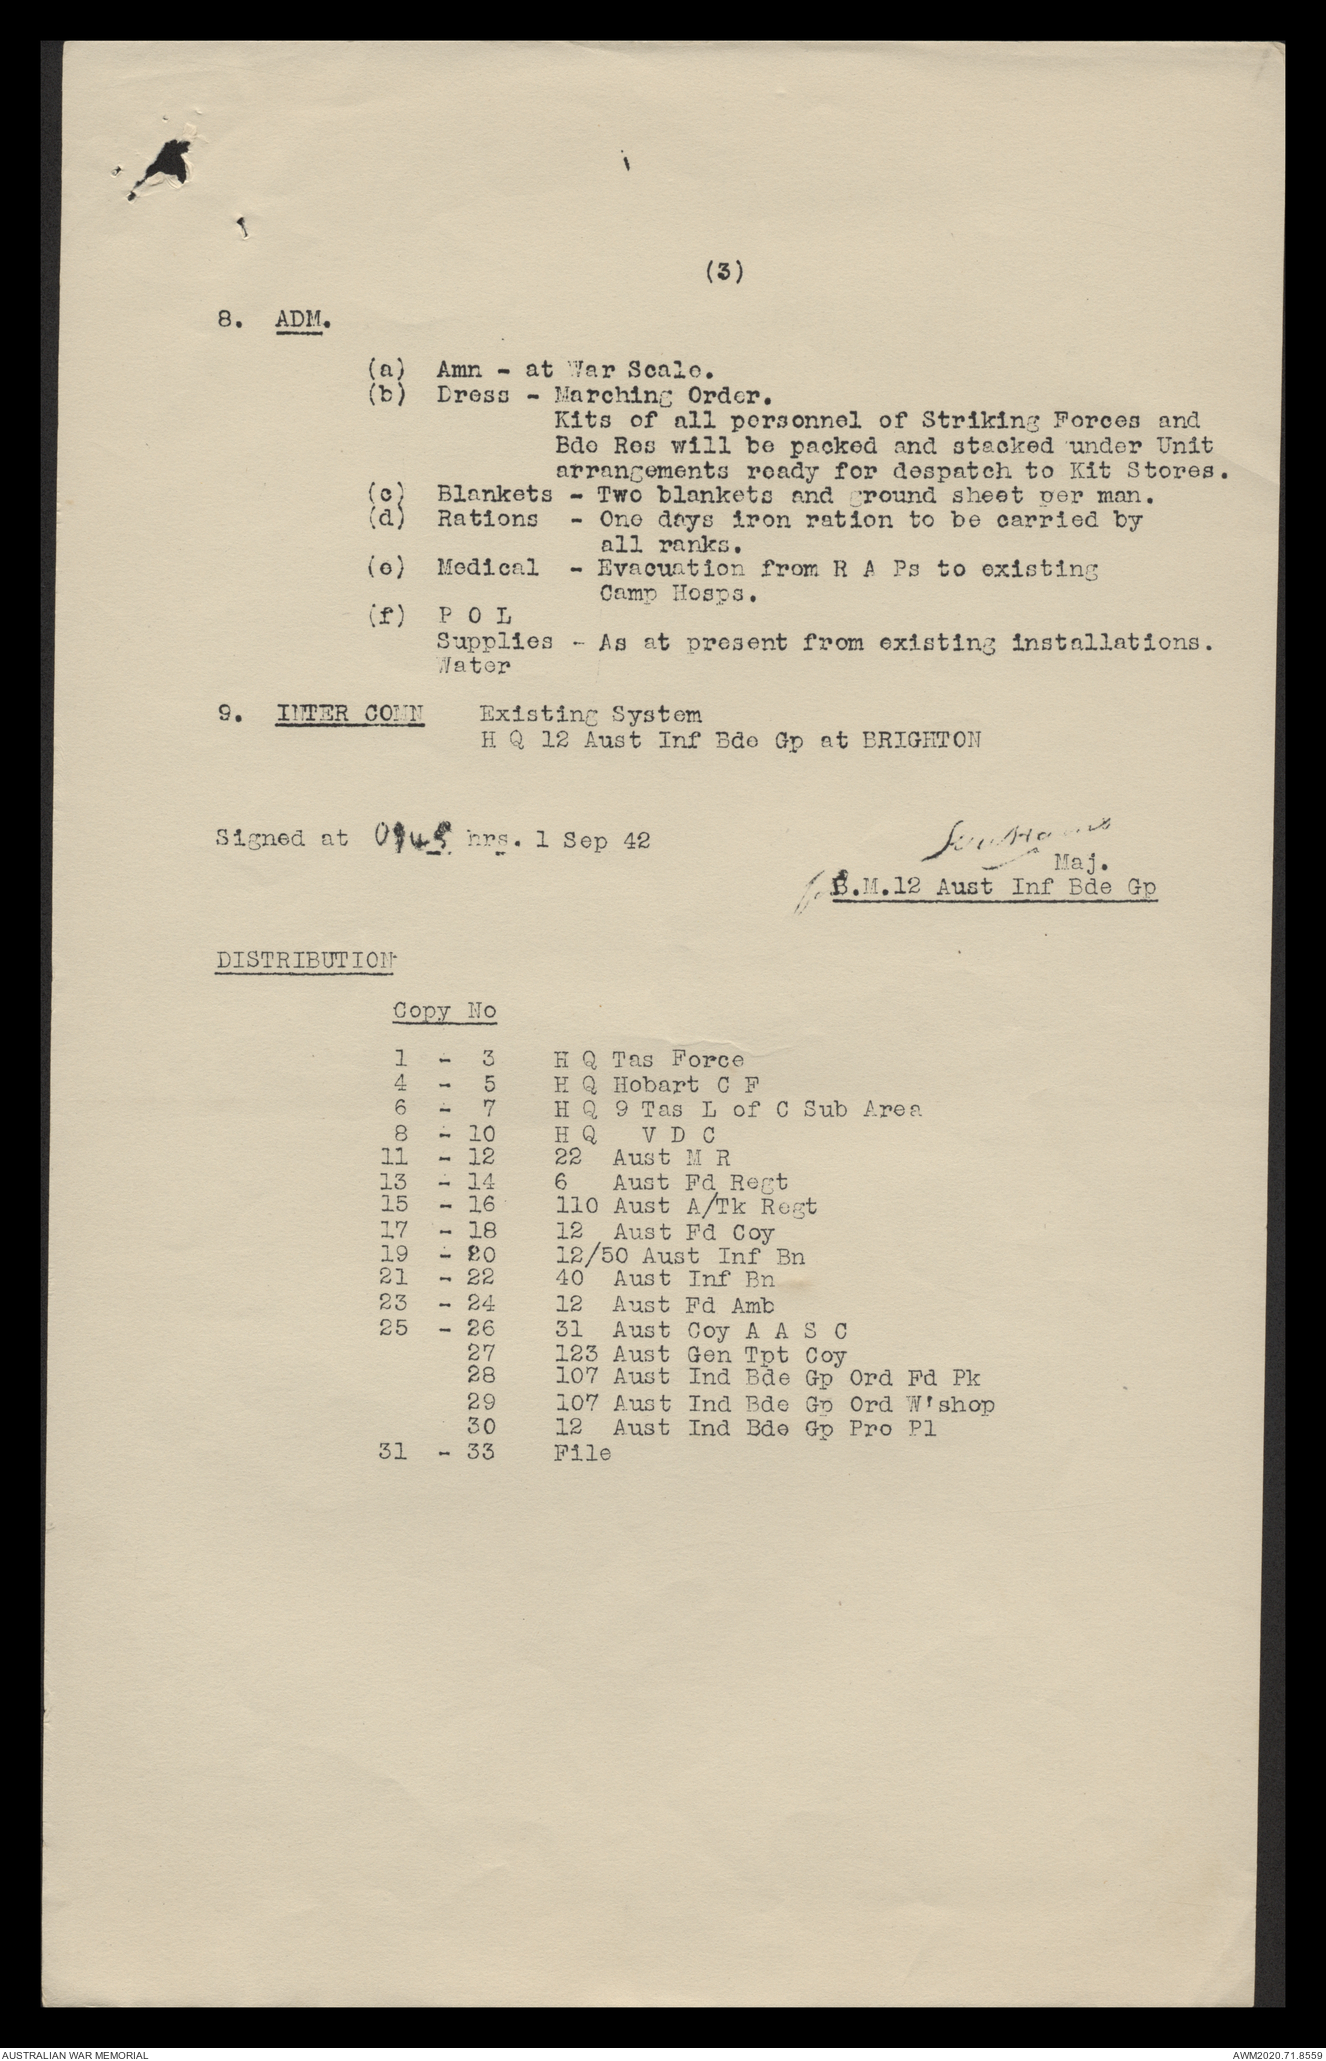 (3)
8. ADM.
(a) Amn - at War Scale.
(b) Dress - Marching Order.
Kits of all personnel of Striking Forces and
Bde Res will be packed and stacked under Unit
arrangements ready for despatch to Kit Stores.
(c) Blankets - Two blankets and ground sheet per man.
(d) Rations - One days iron ration to be carried by
all ranks.
(e) Medical - Evacuation from R A Ps to existing
Camp Hosps.
(f) P O L
Supplies - As at present from existing installations.
Water
9. INTER COMN Existing System
H Q 12 Aust Inf Bde Gp at BRIGHTON
Signed at hrs. 1 Sep 42
Maj.
for B.M.12 Aust Inf Bde Gp
DISTRIBUTION
Copy No
1 - 3 H Q Tas Force
4 - 5 H Q Hobart C F
6 - 7 H Q 9 Tas L of C Sub Area
8 - 10 H Q V D C
11 - 12 22 Aust M R
13 - 14 6 Aust Fd Regt
15 - 16 110 Aust A/Tk Regt
17 - 18 12 Aust Fd Coy
19 - 20 12/50 Aust Inf Bn
21 - 22 40 Aust Inf Bn
23 - 24 12 Aust Fd Amb
25 - 26 31 Aust Coy A A S C
27 123 Aust Gen Tpt Coy
28 107 Aust Ind Bde Gp Ord Fd Pk
29 107 Aust Ind Bde Gp Ord W'shop
30 12 Aust Ind Bde Gp Pro Pl
31 - 33 File
AUSTRALIAN WAR MEMORIAL
AWM2020.71.8559